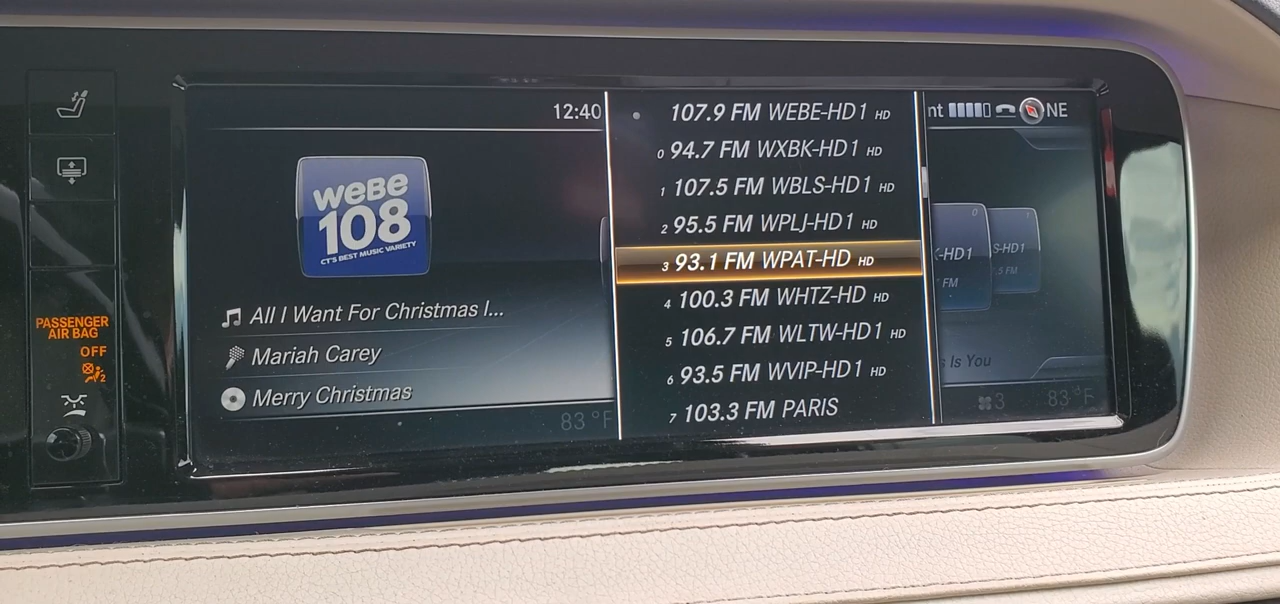 12:40
weBe
108
CT'S BEST MUSIC VARIETY
All I Want For Christmas I...
Mariah Carey
Merry Christmas
83 °F
107.9 FM WEBE-HD1 HD
0 94.7 FM WXBK-HD1 HD
1 107.5 FM WBLS-HD1 HD
2 95.5 FM WPLJ-HD1 HD
3 93.1 FM WPAT-HD HD
4 100.3 FM WHTZ-HD HD
5 106.7 FM WLTW-HD1 HD
6 93.5 FM WVIP-HD1 HD
7 103.3 FM PARIS
nt NE
0
-HD1
FM
1
S-HD1
.5 FM
s Is You
3 83°F
PASSENGER
AIR BAG
OFF
2